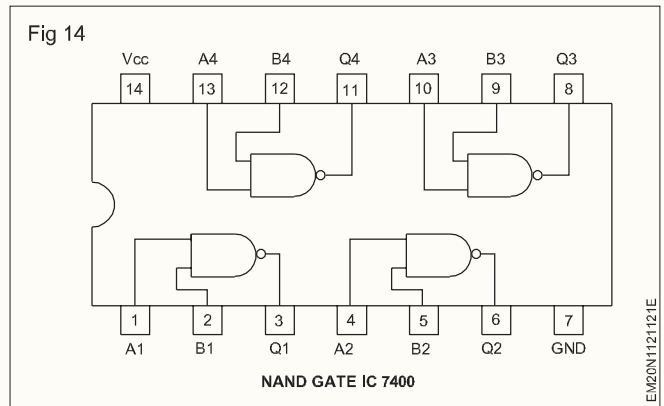 Fig 14
Vcc A4 B4 Q4 A3 B3 Q3
14 13 12 11 10 9 8
1 2 3 4 5 6 7
A1 B1 Q1 A2 B2 Q2 GND
NAND GATE IC 7400
EM20N1121121E